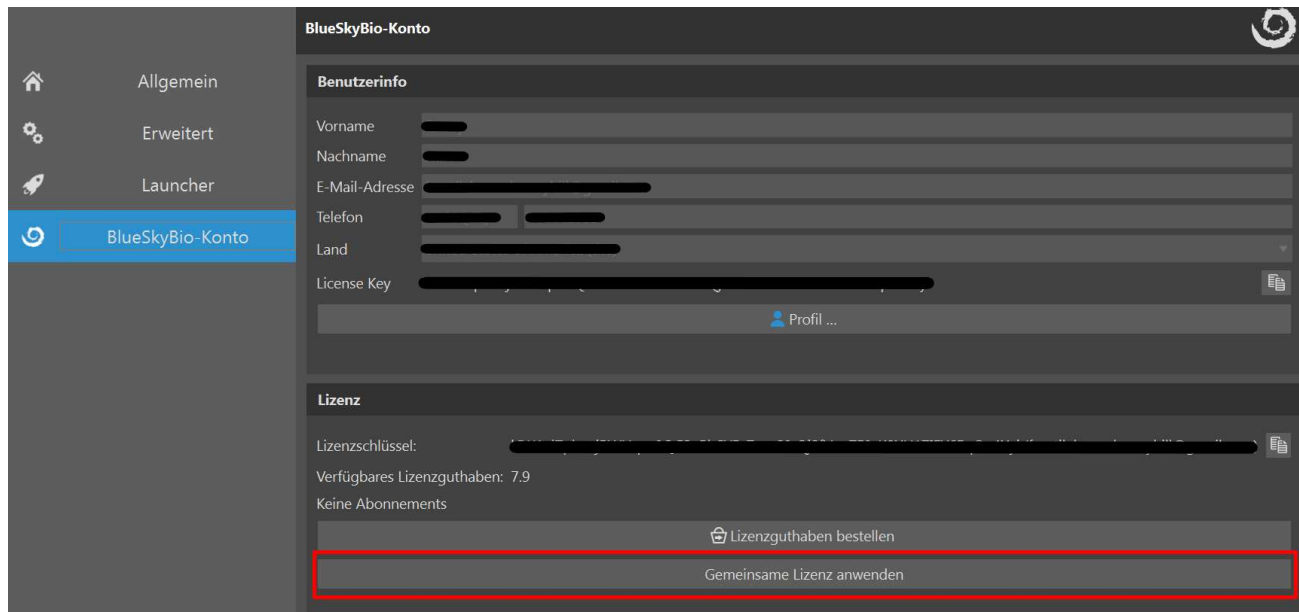 BlueSkyBio-Konto
Allgemein
Erweitert
Launcher
BlueSkyBio-Konto
Benutzerinfo
Vorname
Nachname
E-Mail-Adresse
Telefon
Land
License Key
Profil ...
Lizenz
Lizenzschlüssel:
Verfügbares Lizenzguthaben: 7.9
Keine Abonnements
Lizenzguthaben bestellen
Gemeinsame Lizenz anwenden